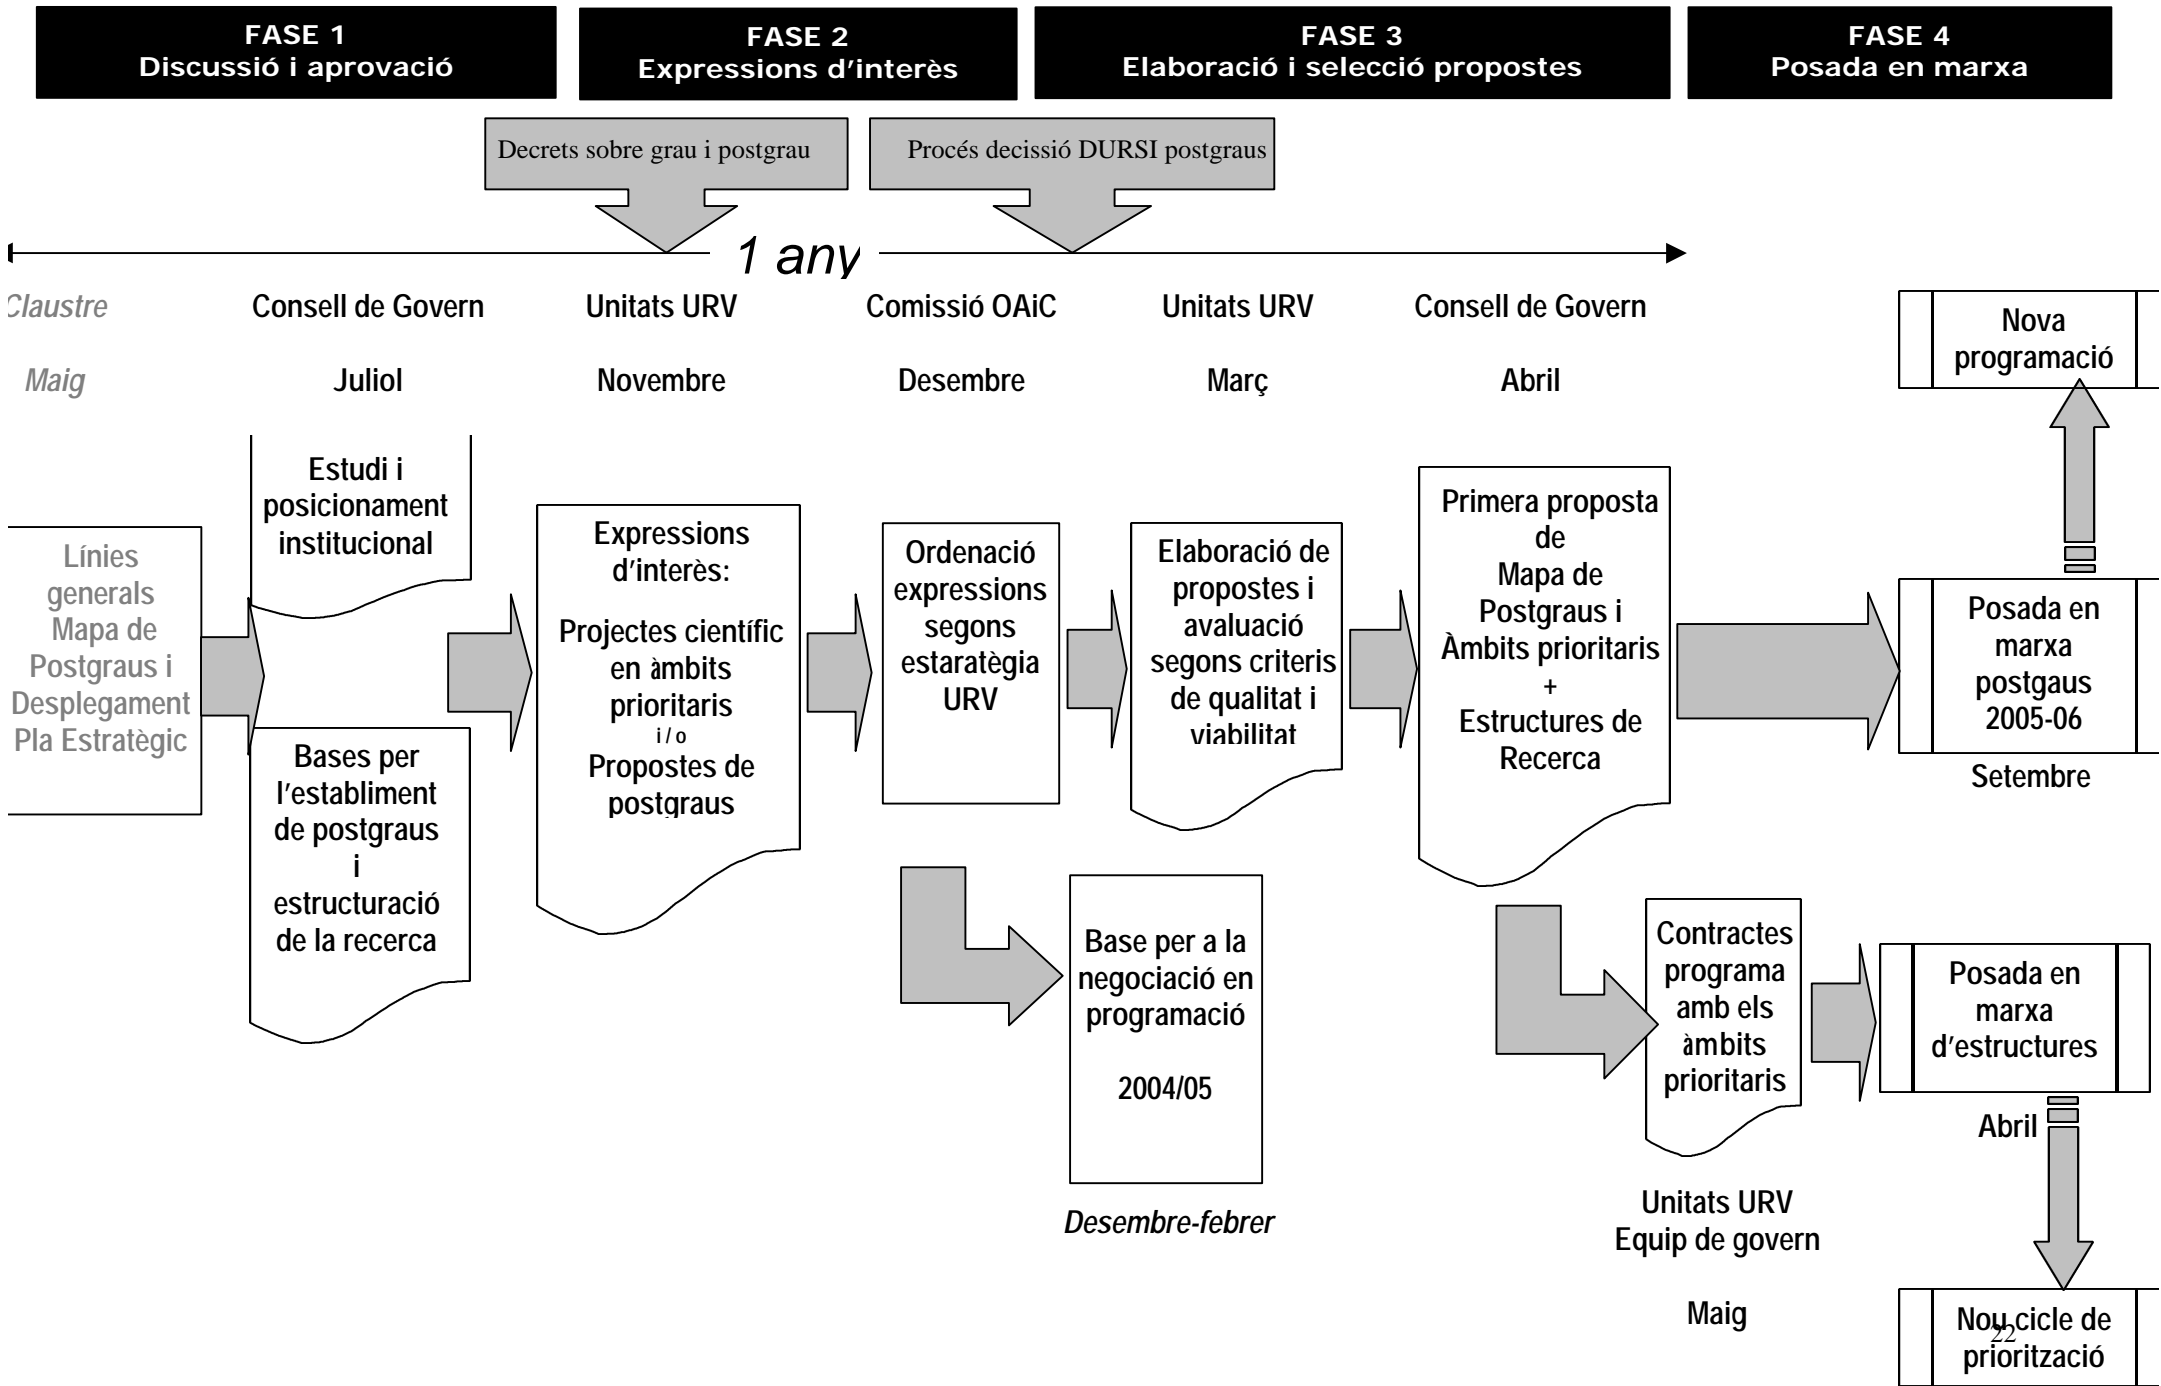 FASE 1
Discussió i aprovació
FASE 2
Expressions d'interès
FASE 3
Elaboració i selecció propostes
FASE 4
Posada en marxa
Decrets sobre grau i postgrau
Procés decissió DURSI postgraus
1 any
Claustre
Consell de Govern
Unitats URV
Comissió OAiC
Unitats URV
Consell de Govern
Maig
Juliol
Novembre
Desembre
Març
Abril
Nova
programació
Línies
generals
Mapa de
Postgraus i
Desplegament
Pla Estratègic
Estudi i
posicionament
institucional
Bases per
l'establiment
de postgraus
i
estructuració
de la recerca
Expressions
d'interès:
Projectes científic
en àmbits
prioritaris
i / o
Propostes de
postgraus
Ordenació
expressions
segons
estaratègia
URV
Elaboració de
propostes i
avaluació
segons criteris
de qualitat i
viabilitat
Primera proposta
de
Mapa de
Postgraus i
Àmbits prioritaris
+
Estructures de
Recerca
Posada en
marxa
postgaus
2005-06
Setembre
Base per a la
negociació en
programació
2004/05
Desembre-febrer
Contractes
programa
amb els
àmbits
prioritaris
Unitats URV
Equip de govern
Maig
Posada en
marxa
d'estructures
Abril
Nou cicle de
priorització
22